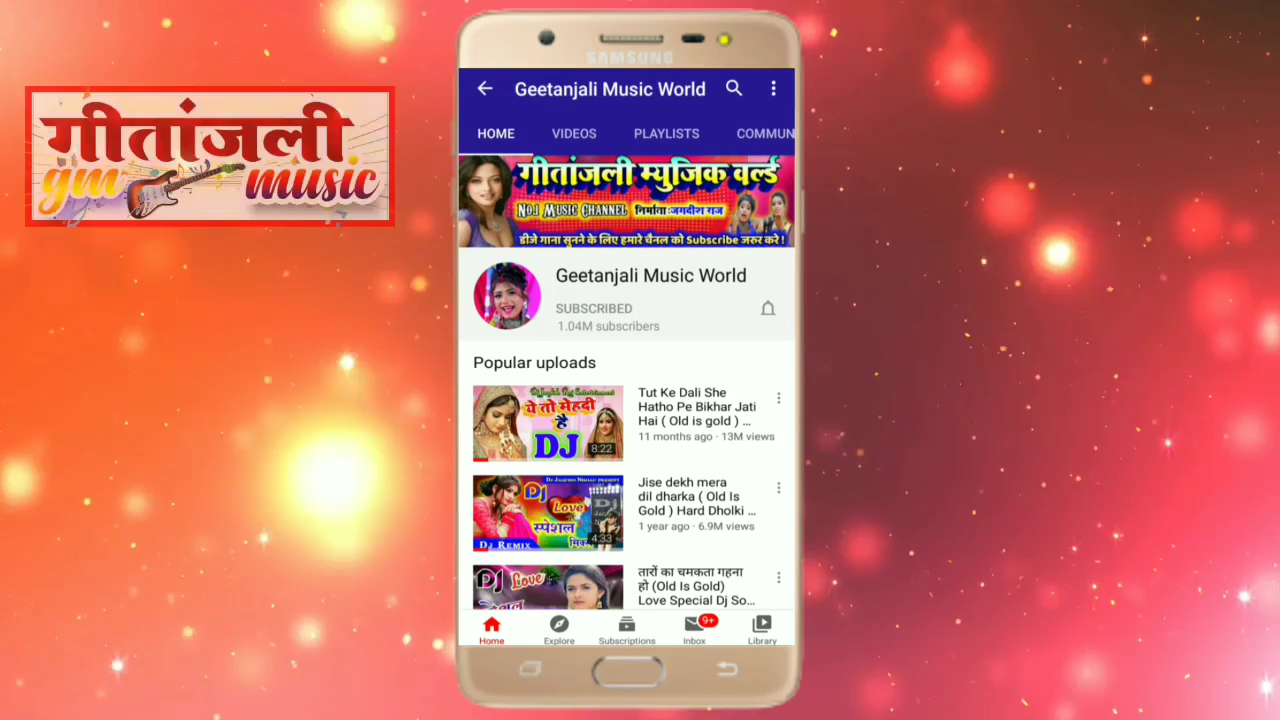 गीतांजली
gm music
SAMSUNG
Geetanjali Music World
HOME VIDEOS PLAYLISTS COMMUN
गीतांजली म्युजिक वर्ल्ड
No.1 Music Channel निर्माता :जगदीश राज
डीजे गाना सुनने के लिए हमारे चैनल को Subscribe जरुर करे !
Geetanjali Music World
SUBSCRIBED
1.04M subscribers
Popular uploads
ये तो मेहदी
है
DJ
8:22
Tut Ke Dali She
Hatho Pe Bikhar Jati
Hai ( Old is gold ) ...
11 months ago · 13M views
DJ
Love
स्पेशल
Dj Remix
4:33
Jise dekh mera
dil dharka ( Old Is
Gold ) Hard Dholki ...
1 year ago · 6.9M views
DJ Love
तारों का चमकता गहना
हो (Old Is Gold)
Love Special Dj So...
9+
Home Explore Subscriptions Inbox Library